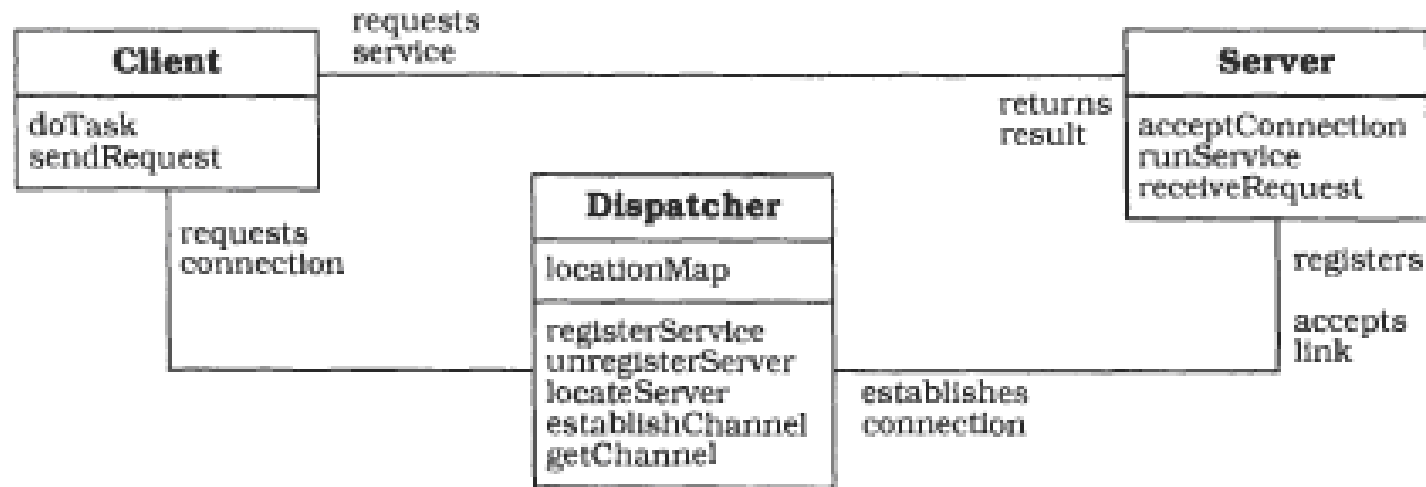 requests
service
Client
doTask
sendRequest
Server
returns
result
acceptConnection
runService
receiveRequest
requests
connection
Dispatcher
locationMap
registerService
unregisterServer
locateServer
establishChannel
getChannel
registers
accepts
link
establishes
connection